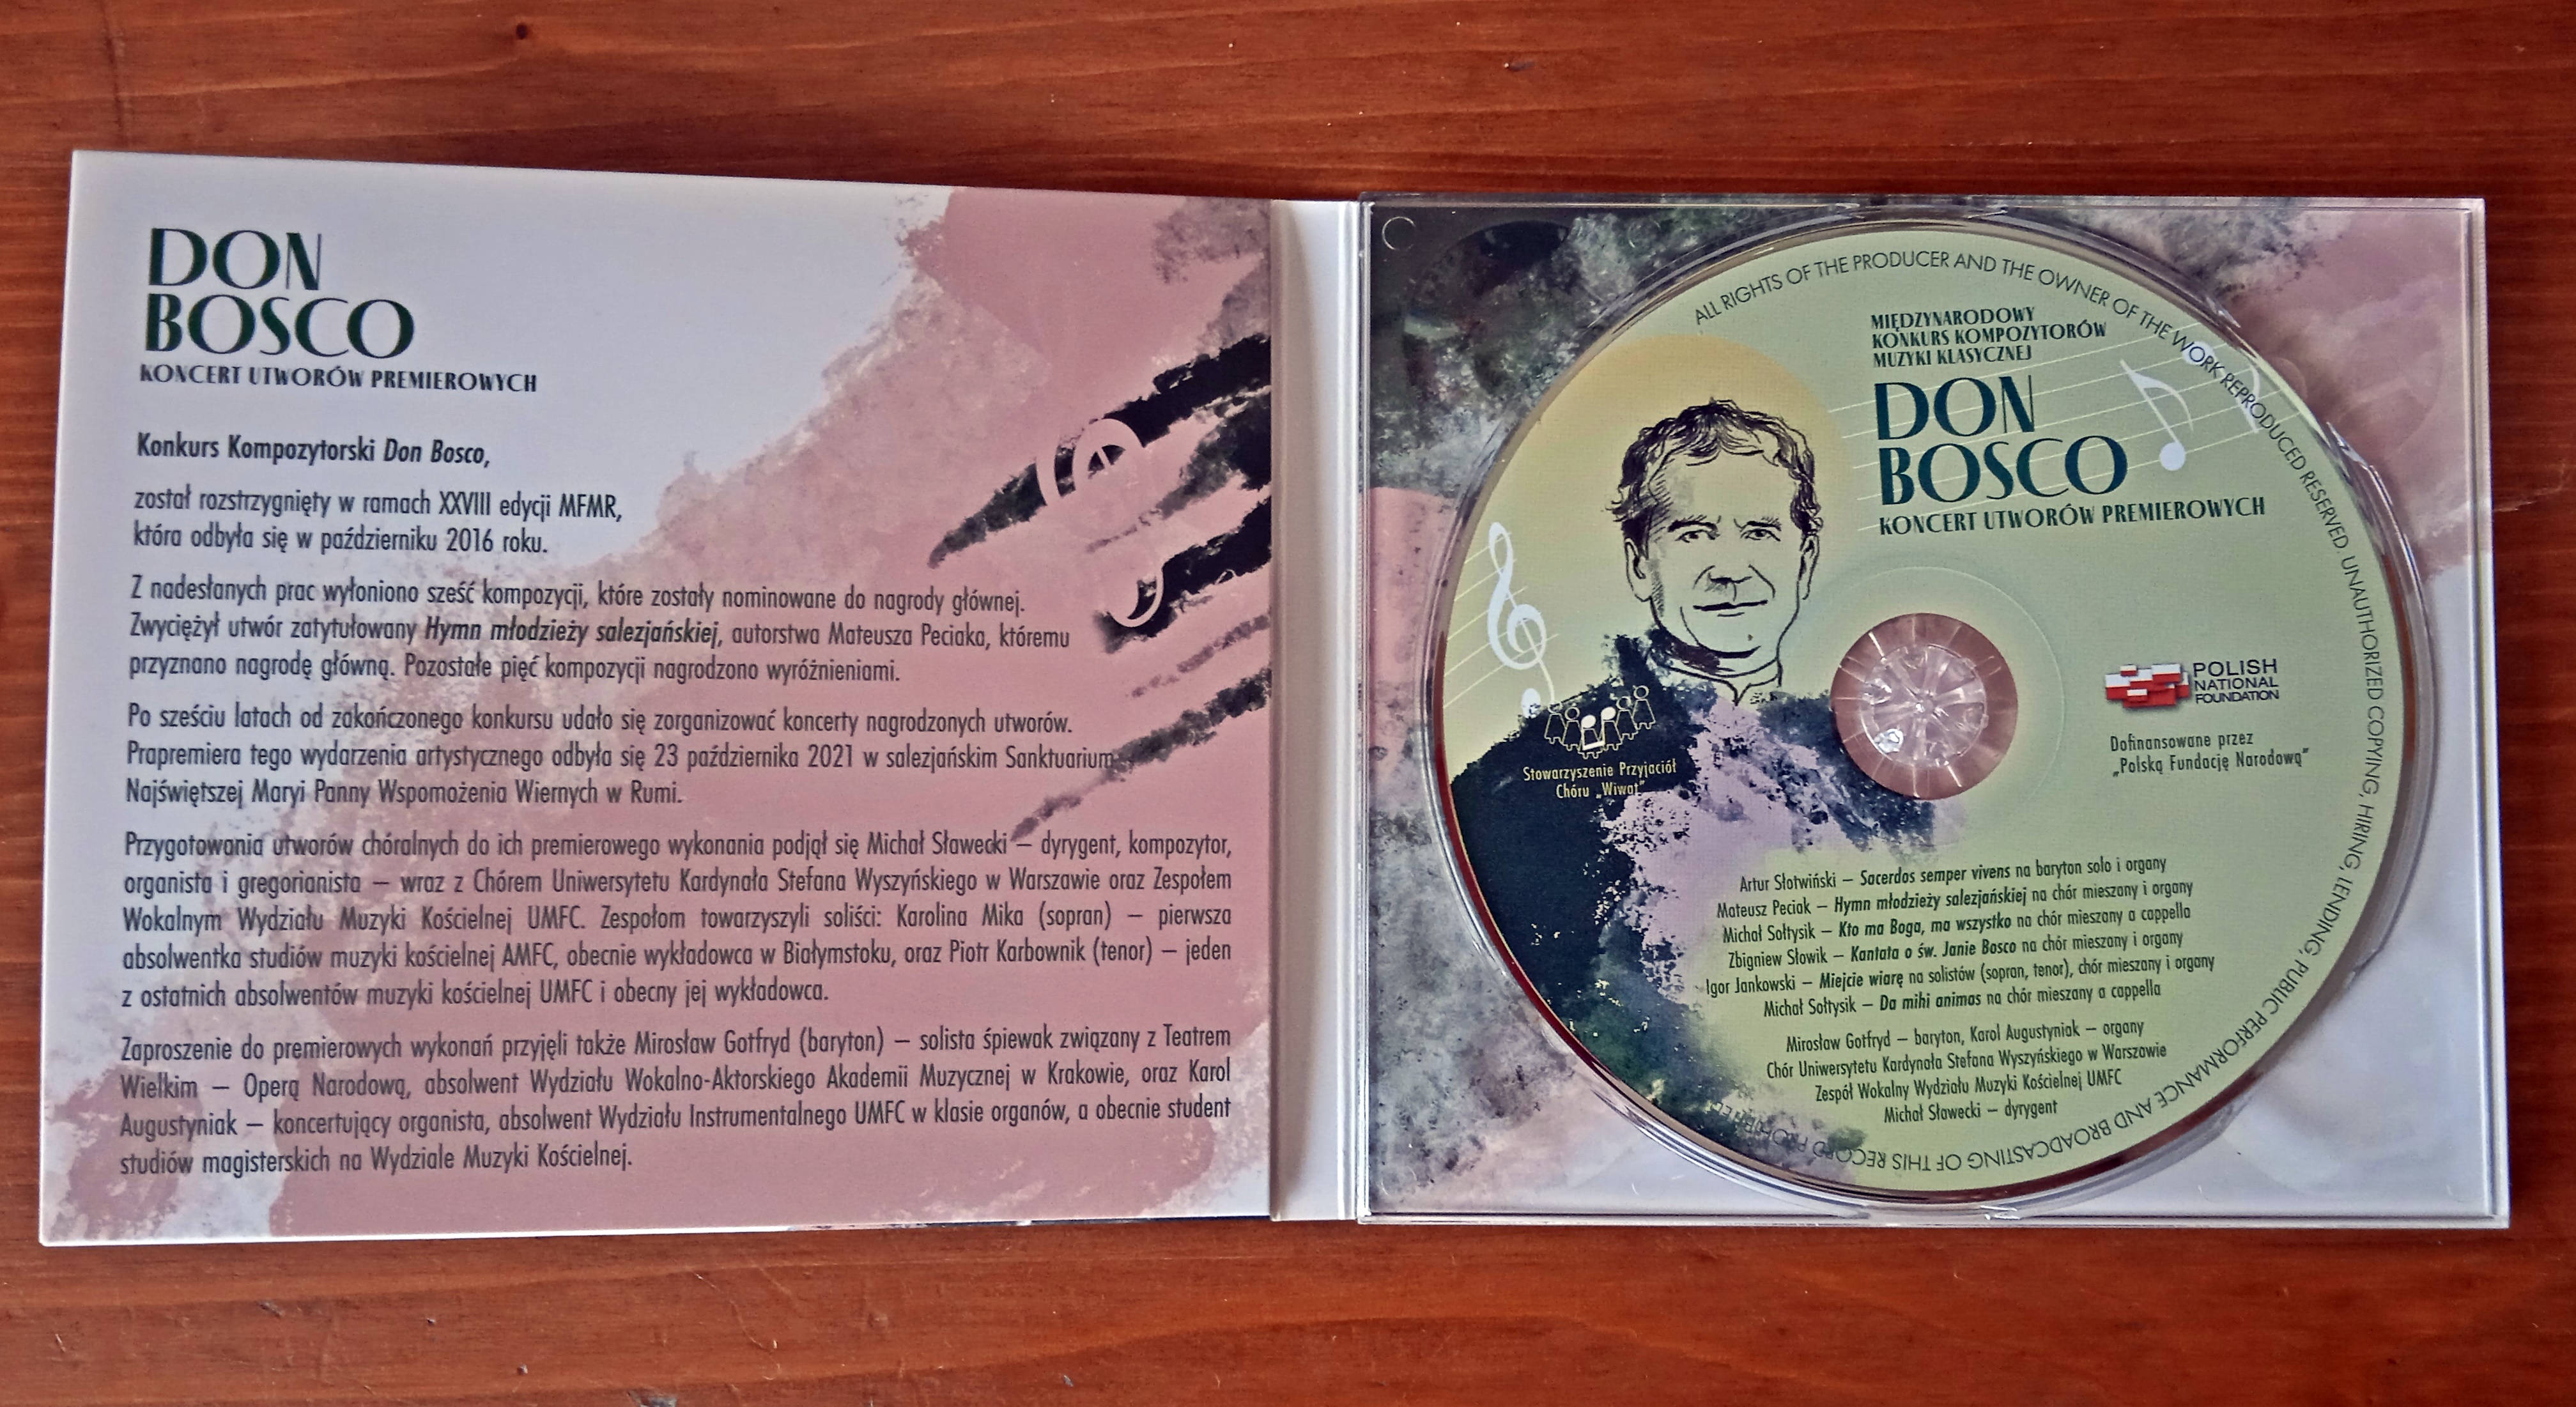 DON
BOSCO
KONCERT UTWORÓW PREMIEROWYCH
Konkurs Kompozytorski Don Bosco,
został rozstrzygnięty w ramach XXVIII edycji MFMR,
która odbyła się w październiku 2016 roku.
Z nadesłanych prac wyłoniono sześć kompozycji, które zostały nominowane do nagrody głównej.
Zwyciężył utwór zatytułowany Hymn młodzieży salezjańskiej, autorstwa Mateusza Peciaka, któremu
przyznano nagrodę główną. Pozostałe pięć kompozycji nagrodzono wyróżnieniami.
Po sześciu latach od zakończonego konkursu udało się zorganizować koncerty nagrodzonych utworów.
Prapremiera tego wydarzenia artystycznego odbyła się 23 października 2021 w salezjańskim Sanktuarium
Najświętszej Maryi Panny Wspomożenia Wiernych w Rumi.
Przygotowania utworów chóralnych do ich premierowego wykonania podjął się Michał Sławecki – dyrygent, kompozytor,
organista i gregorianista – wraz z Chórem Uniwersytetu Kardynała Stefana Wyszyńskiego w Warszawie oraz Zespołem
Wokalnym Wydziału Muzyki Kościelnej UMFC. Zespołom towarzyszyli soliści: Karolina Mika (sopran) – pierwsza
absolwentka studiów muzyki kościelnej AMFC, obecnie wykładowca w Białymstoku, oraz Piotr Karbownik (tenor) – jeden
z ostatnich absolwentów muzyki kościelnej UMFC i obecny jej wykładowca.
Zaproszenie do premierowych wykonań przyjęli także Mirosław Gotfryd (baryton) – solista śpiewak związany z Teatrem
Wielkim – Operą Narodową, absolwent Wydziału Wokalno-Aktorskiego Akademii Muzycznej w Krakowie, oraz Karol
Augustyniak – koncertujący organista, absolwent Wydziału Instrumentalnego UMFC w klasie organów, a obecnie student
studiów magisterskich na Wydziale Muzyki Kościelnej.
ALL RIGHTS OF THE PRODUCER AND THE OWNER OF THE WORK REPRODUCED RESERVED. UNAUTHORIZED COPYING, HIRING, LENDING, PUBLIC PERFORMANCE AND BROADCASTING OF THIS RECORD PROHIBITED
MIĘDZYNARODOWY
KONKURS KOMPOZYTORÓW
MUZYKI KLASYCZNEJ
DON
BOSCO
KONCERT UTWORÓW PREMIEROWYCH
POLISH
NATIONAL
FOUNDATION
Dofinansowane przez
„Polską Fundację Narodową”
Stowarzyszenie Przyjaciół
Chóru „Wiwat”
Artur Słotwiński – Sacerdos semper vivens na baryton solo i organy
Mateusz Peciak – Hymn młodzieży salezjańskiej na chór mieszany i organy
Michał Sołtysik – Kto ma Boga, ma wszystko na chór mieszany a cappella
Zbigniew Słowik – Kantata o św. Janie Bosco na chór mieszany i organy
Igor Jankowski – Miejcie wiarę na solistów (sopran, tenor), chór mieszany i organy
Michał Sołtysik – Da mihi animas na chór mieszany a cappella
Mirosław Gotfryd – baryton, Karol Augustyniak – organy
Chór Uniwersytetu Kardynała Stefana Wyszyńskiego w Warszawie
Zespół Wokalny Wydziału Muzyki Kościelnej UMFC
Michał Sławecki – dyrygent